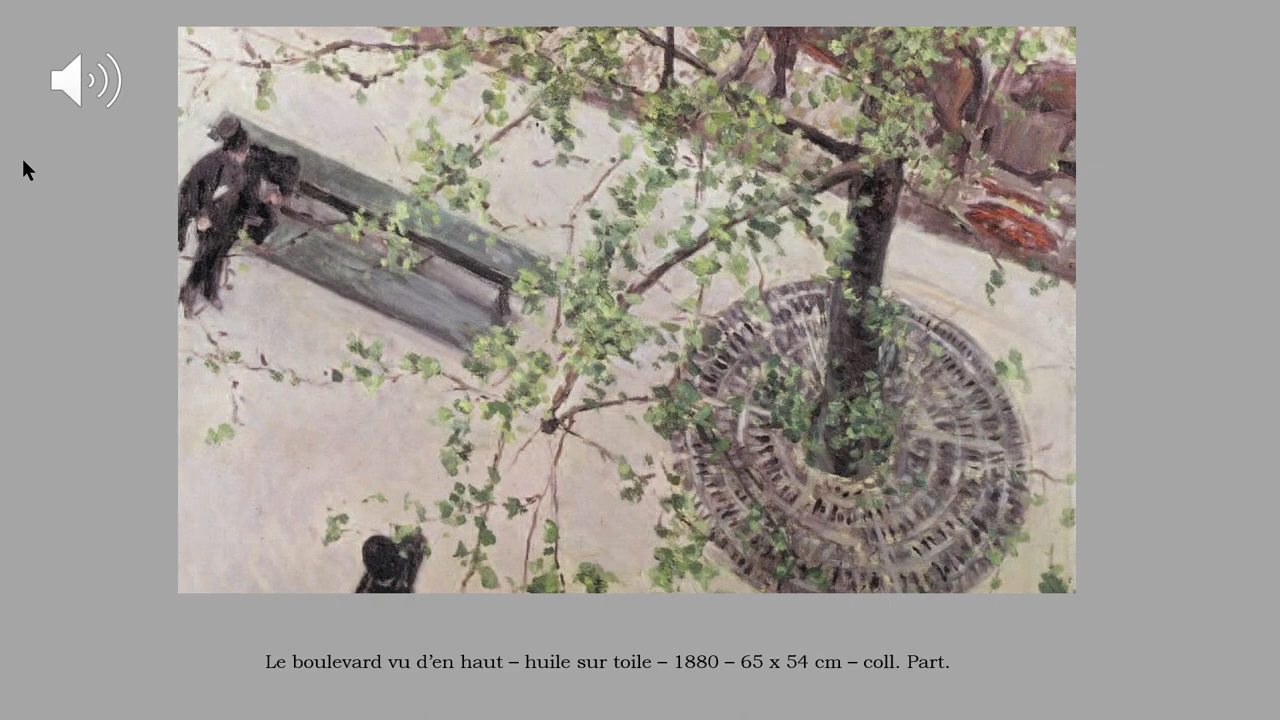 Le boulevard vu d’en haut – huile sur toile – 1880 – 65 x 54 cm – coll. Part.